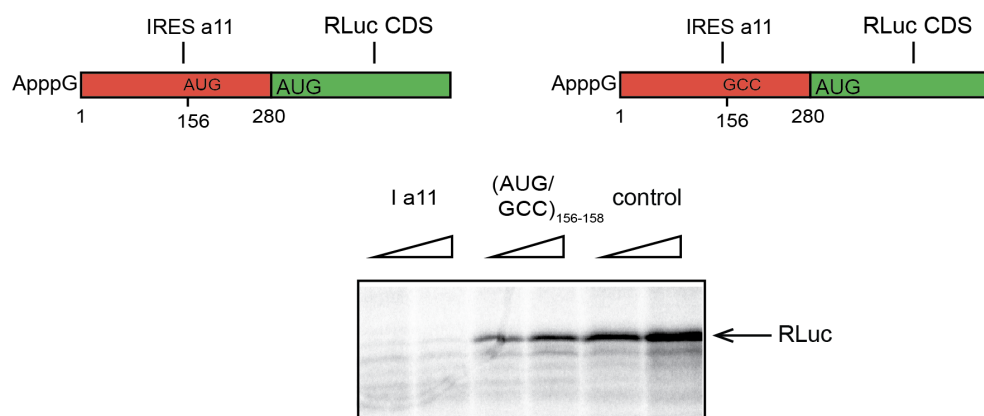 IRES a11
RLuc CDS
ApppG
AUG
AUG
1
156
280
IRES a11
RLuc CDS
ApppG
GCC
AUG
1
156
280
I a11
(AUG/
GCC)156-158
control
RLuc